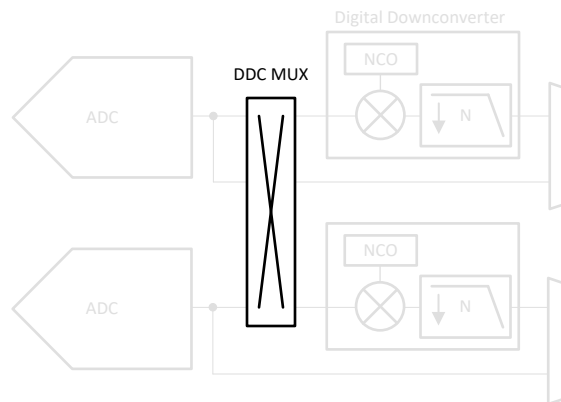 Digital Downconverter
NCO
DDC MUX
ADC
N
NCO
ADC
N